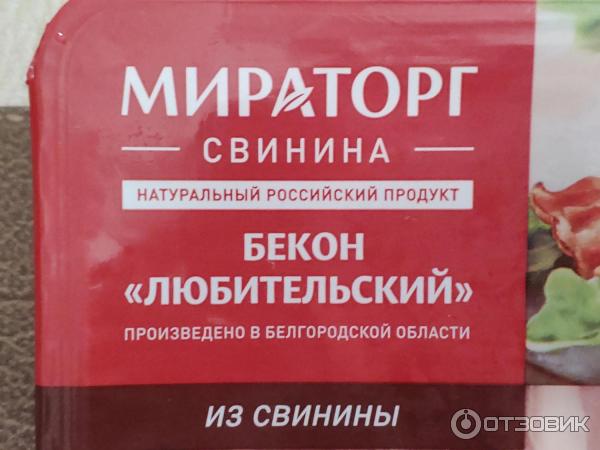 МИРАТОРГ
СВИНИНА
НАТУРАЛЬНЫЙ РОССИЙСКИЙ ПРОДУКТ
БЕКОН
«ЛЮБИТЕЛЬСКИЙ»
ПРОИЗВЕДЕНО В БЕЛГОРОДСКОЙ ОБЛАСТИ
ИЗ СВИНИНЫ
ОТЗОВИК